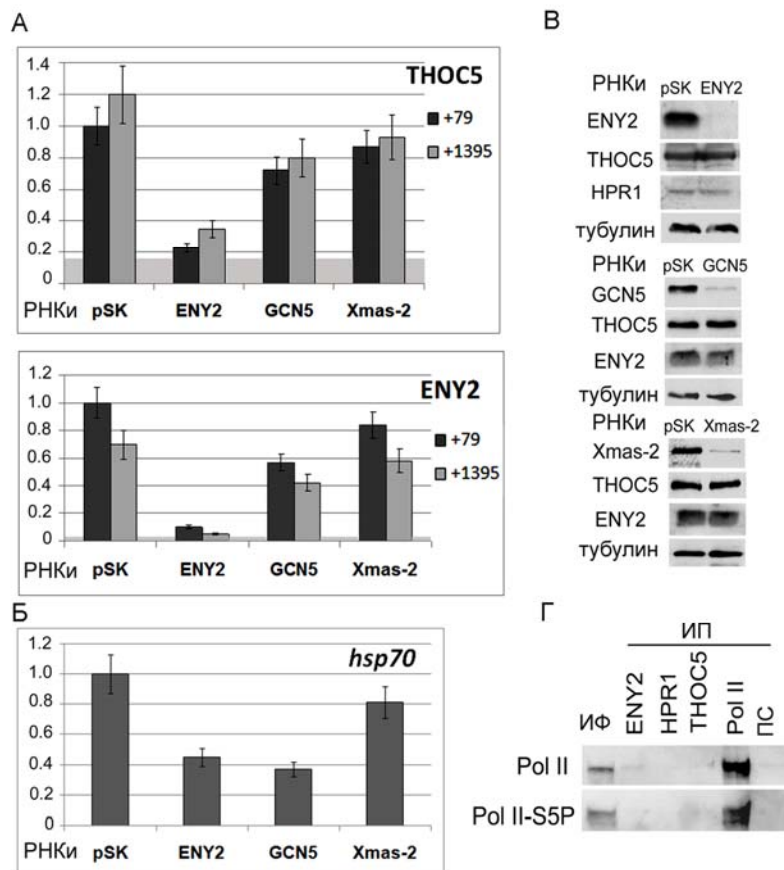 А
THOC5
1.4
1.2
1.0
0.8
0.6
0.4
0.2
0
+79
+1395
РНКи pSK ENY2 GCN5 Xmas-2
ENY2
1.2
1.0
0.8
0.6
0.4
0.2
0
+79
+1395
РНКи pSK ENY2 GCN5 Xmas-2
Б
hsp70
1.2
1.0
0.8
0.6
0.4
0.2
0
РНКи pSK ENY2 GCN5 Xmas-2
В
РНКи pSK ENY2
ENY2
THOC5
HPR1
тубулин
РНКи pSK GCN5
GCN5
THOC5
ENY2
тубулин
РНКи pSK Xmas-2
Xmas-2
THOC5
ENY2
тубулин
Г
ИП
ИФ ENY2 HPR1 THOC5 Pol II ПС
Pol II
Pol II-S5P